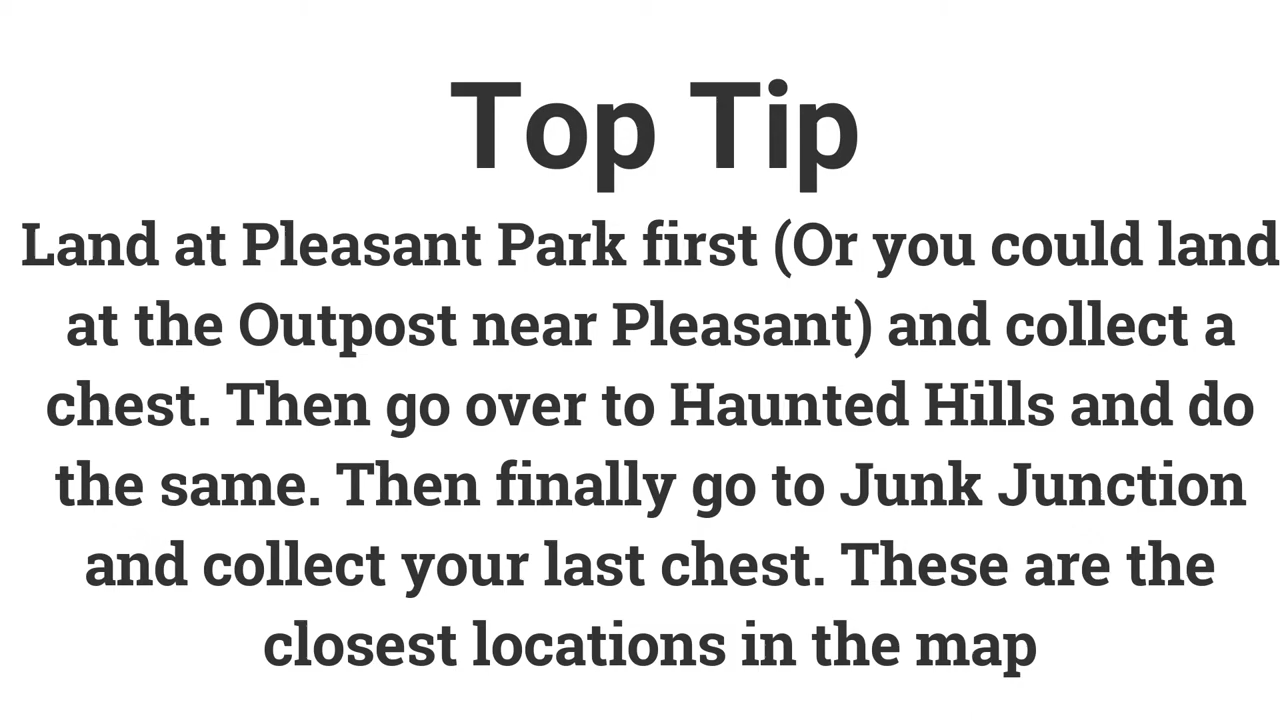 Top Tip
Land at Pleasant Park first (Or you could land
at the Outpost near Pleasant) and collect a
chest. Then go over to Haunted Hills and do
the same. Then finally go to Junk Junction
and collect your last chest. These are the
closest locations in the map